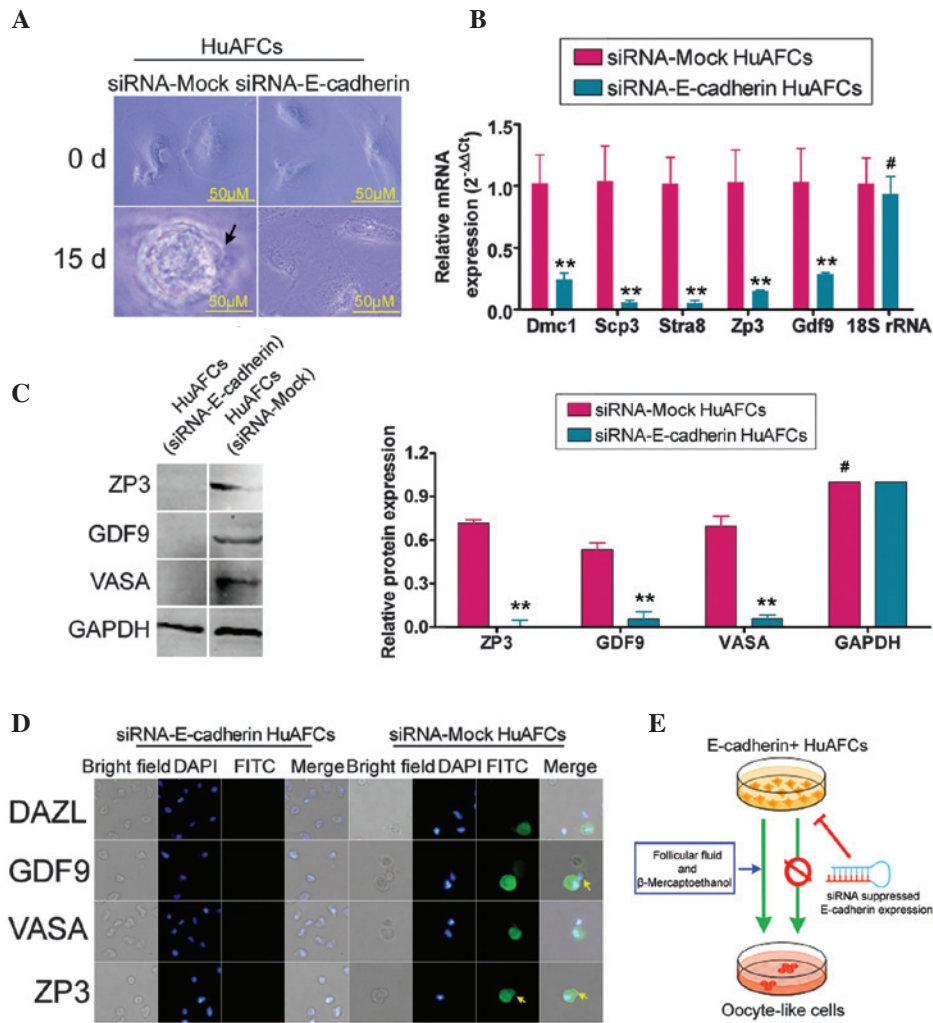 A
HuAFCs
siRNA-Mock siRNA-E-cadherin
0 d
50μM
50μM
15 d
50μM
50μM
B
siRNA-Mock HuAFCs
siRNA-E-cadherin HuAFCs
Relative mRNA
expression (2-ΔΔCt)
1.5
1.0
0.5
0.0
**
**
**
**
**
#
Dmc1 Scp3 Stra8 Zp3 Gdf9 18S rRNA
C
HuAFCs
(siRNA-E-cadherin)
HuAFCs
(siRNA-Mock)
ZP3
GDF9
VASA
GAPDH
siRNA-Mock HuAFCs
siRNA-E-cadherin HuAFCs
Relative protein expression
1.2
0.9
0.6
0.3
0.0
**
**
**
#
ZP3 GDF9 VASA GAPDH
D
siRNA-E-cadherin HuAFCs siRNA-Mock HuAFCs
Bright field DAPI FITC Merge Bright field DAPI FITC Merge
DAZL
GDF9
VASA
ZP3
E
E-cadherin+ HuAFCs
Follicular fluid
and
β-Mercaptoethanol
siRNA suppressed
E-cadherin expression
Oocyte-like cells